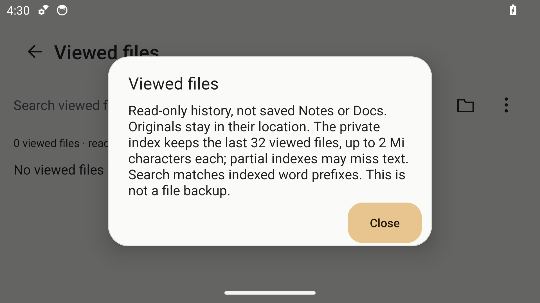 4:30
Viewed files
Search viewed f
0 viewed files · read
No viewed files
Viewed files
Read-only history, not saved Notes or Docs.
Originals stay in their location. The private
index keeps the last 32 viewed files, up to 2 Mi
characters each; partial indexes may miss text.
Search matches indexed word prefixes. This is
not a file backup.
Close